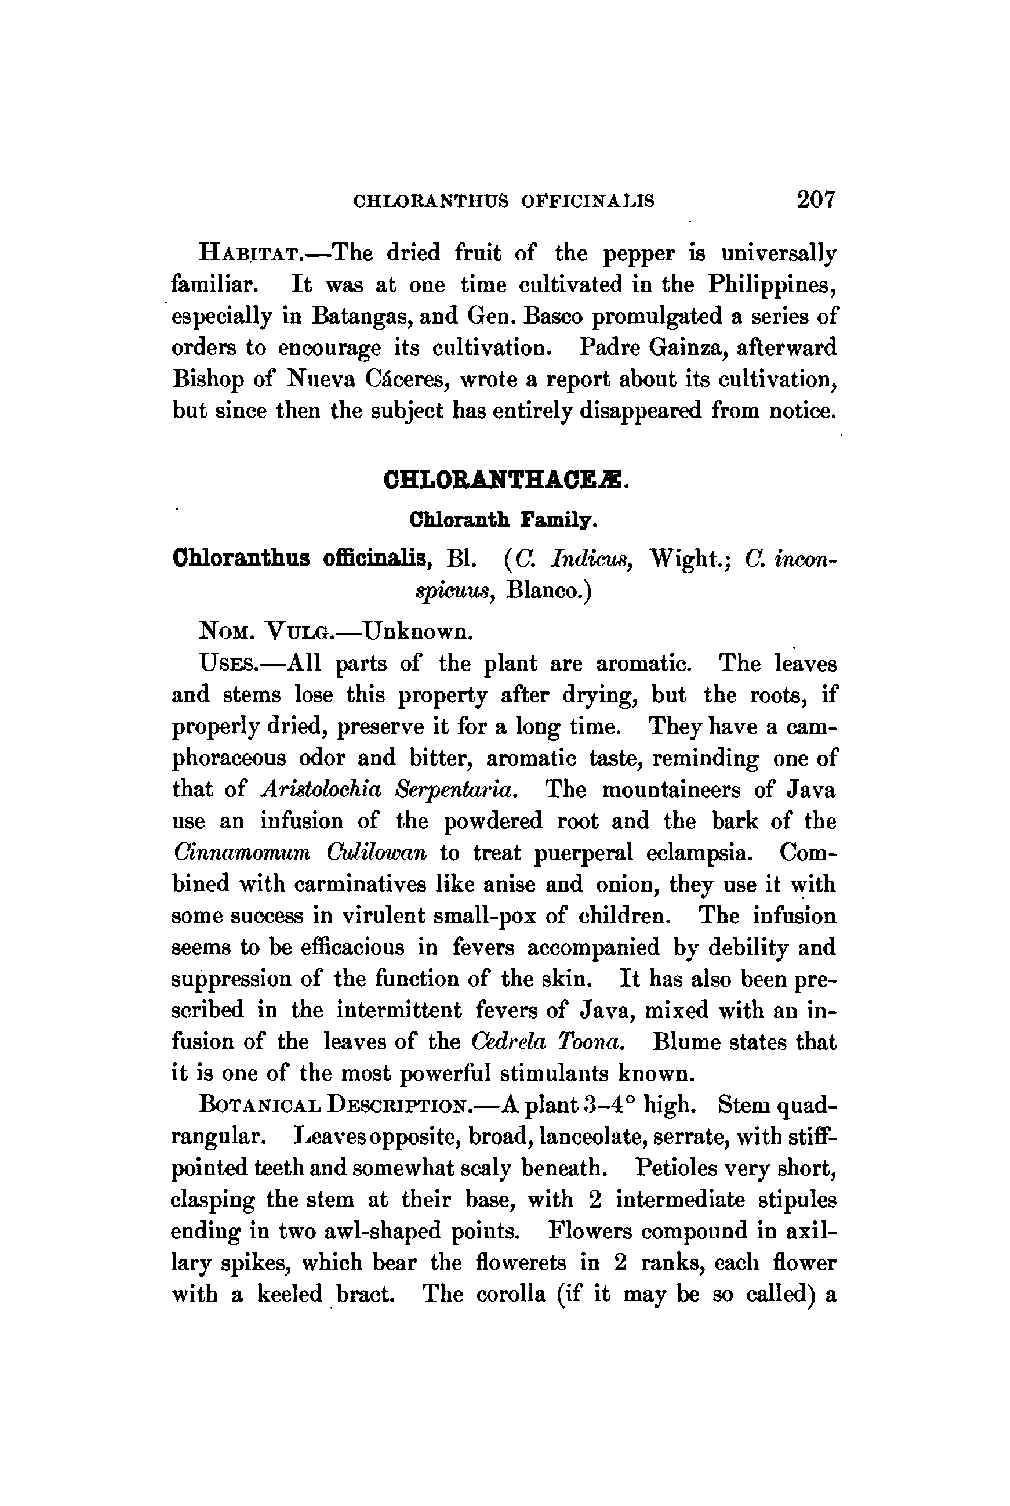 CHLORANTHUS OFFICINALIS 207
HABITAT.—The dried fruit of the pepper is universally
familiar. It was at one time cultivated in the Philippines,
especially in Batangas, and Gen. Basco promulgated a series of
orders to encourage its cultivation. Padre Gainza, afterward
Bishop of Nueva Cáceres, wrote a report about its cultivation,
but since then the subject has entirely disappeared from notice.
CHLORANTHACEÆ.
Chloranth Family.
Chloranthus officinalis, Bl. (C. Indicus, Wight.; C. incon-
spicuus, Blanco.)
NOM. VULG.—Unknown.
USES.—All parts of the plant are aromatic. The leaves
and stems lose this property after drying, but the roots, if
properly dried, preserve it for a long time. They have a cam-
phoraceous odor and bitter, aromatic taste, reminding one of
that of Aristolochia Serpentaria. The mountaineers of Java
use an infusion of the powdered root and the bark of the
Cinnamomum Culilowan to treat puerperal eclampsia. Com-
bined with carminatives like anise and onion, they use it with
some success in virulent small-pox of children. The infusion
seems to be efficacious in fevers accompanied by debility and
suppression of the function of the skin. It has also been pre-
scribed in the intermittent fevers of Java, mixed with an in-
fusion of the leaves of the Cedrela Toona. Blume states that
it is one of the most powerful stimulants known.
BOTANICAL DESCRIPTION.—A plant 3-4° high. Stem quad-
rangular. Leaves opposite, broad, lanceolate, serrate, with stiff-
pointed teeth and somewhat scaly beneath. Petioles very short,
clasping the stem at their base, with 2 intermediate stipules
ending in two awl-shaped points. Flowers compound in axil-
lary spikes, which bear the flowerets in 2 ranks, each flower
with a keeled bract. The corolla (if it may be so called) a